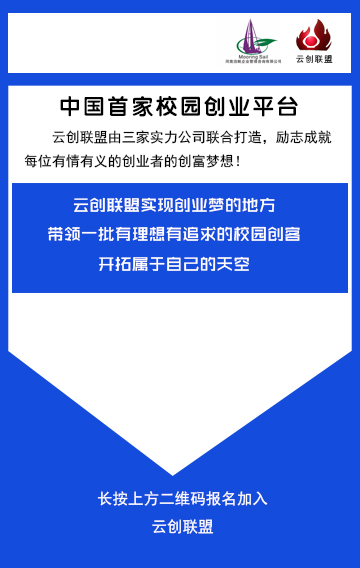 Mooring Sail
云创联盟
中国首家校园创业平台
云创联盟由三家实力公司联合打造，励志成就
每位有情有义的创业者的创富梦想！
云创联盟实现创业梦的地方
带领一批有理想有追求的校园创客
开拓属于自己的天空
长按上方二维码报名加入
云创联盟